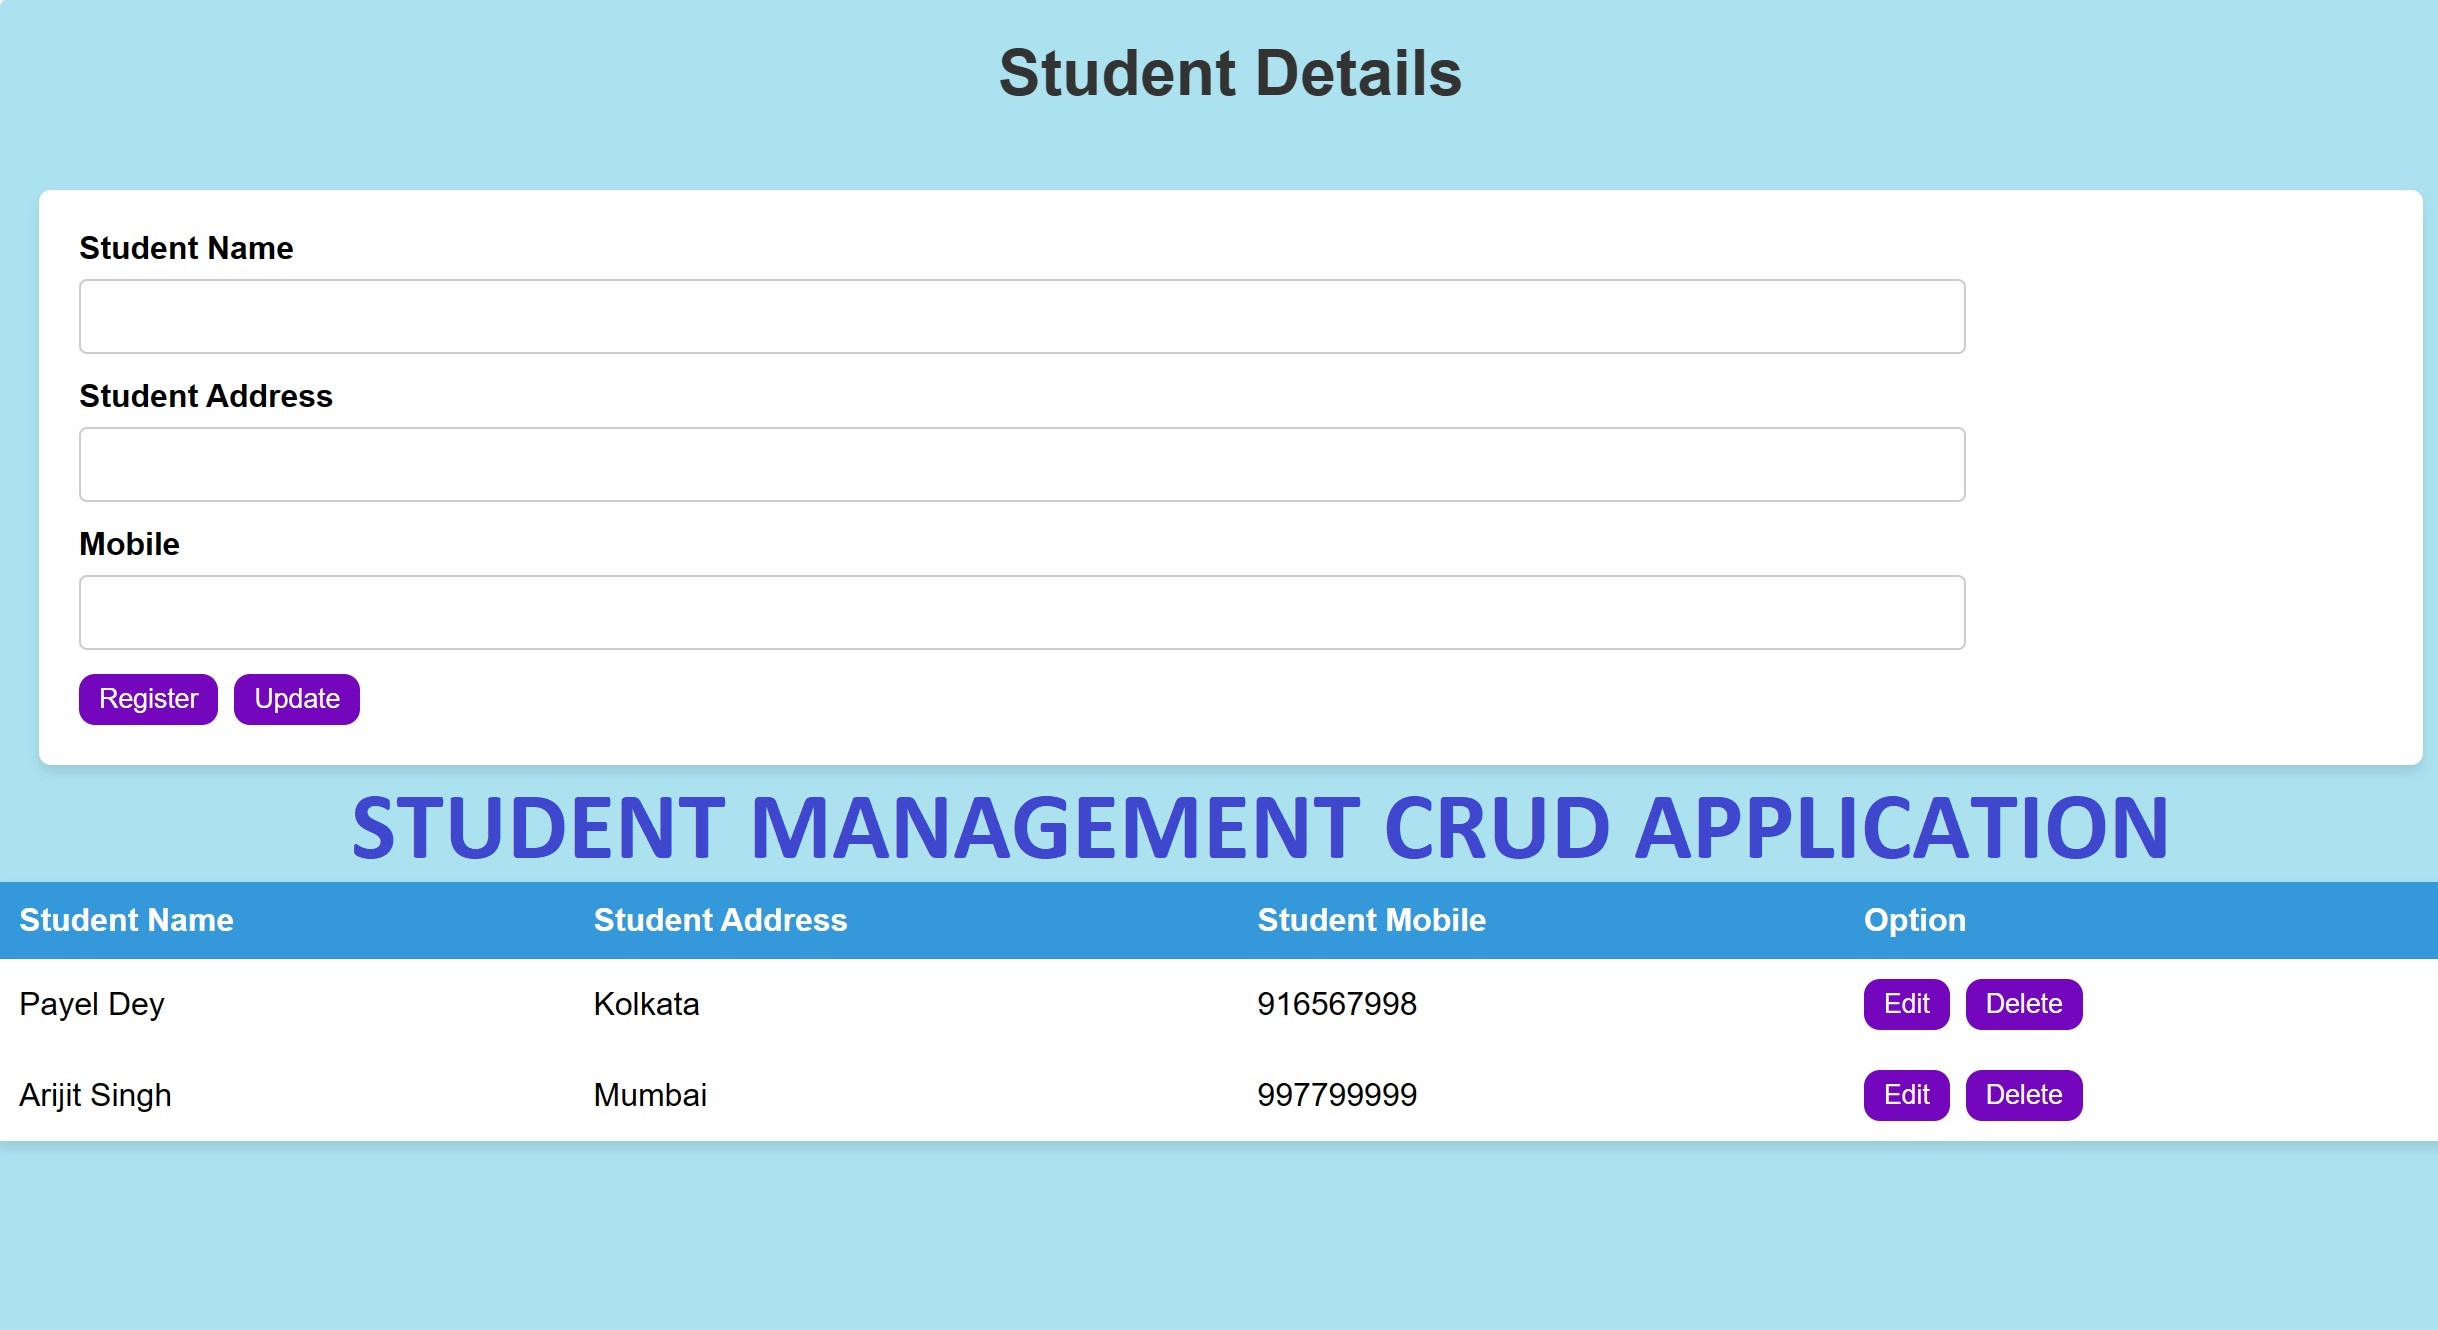 Student Details
Student Name
Student Address
Mobile
Register Update
STUDENT MANAGEMENT CRUD APPLICATION
Student Name Student Address Student Mobile Option
Payel Dey Kolkata 916567998 Edit Delete
Arijit Singh Mumbai 997799999 Edit Delete